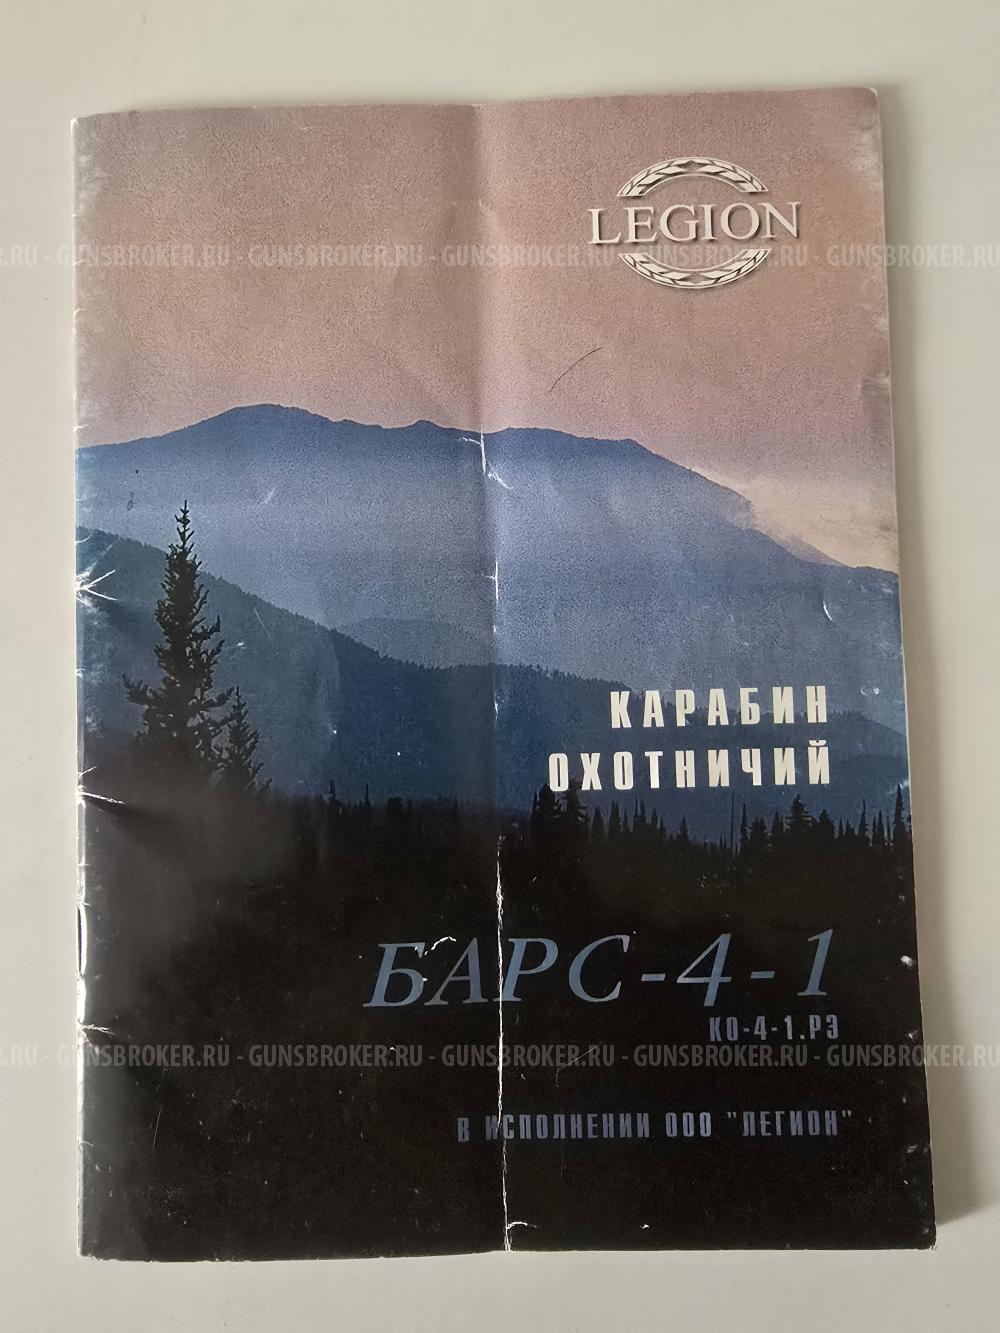 LEGION
GUNSBROKER.RU - GUNSBROKER.RU - GUNSBROKER.RU - GUNSBROKER.RU - GUNSBROKER.RU
КАРАБИН
ОХОТНИЧИЙ
БАРС-4-1
КО-4-1.РЭ
GUNSBROKER.RU - GUNSBROKER.RU - GUNSBROKER.RU - GUNSBROKER.RU - GUNSBROKER.RU
В ИСПОЛНЕНИИ ООО "ЛЕГИОН"